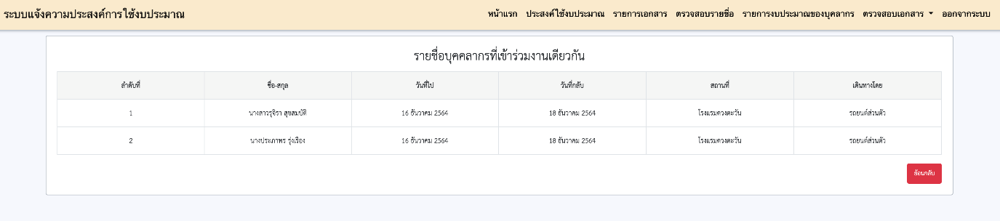 ระบบแจ้งความประสงค์การใช้งบประมาณ หน้าแรก ประสงค์ใช้งบประมาณ รายการเอกสาร ตรวจสอบรายชื่อ รายการงบประมาณของบุคลากร ตรวจสอบเอกสาร ออกจากระบบ
รายชื่อบุคคลากรที่เข้าร่วมงานเดียวกัน
ลำดับที่ ชื่อ-สกุล วันที่ไป วันที่กลับ สถานที่ เดินทางโดย
1 นางสาวรุจิรา สุขสมบัติ 16 ธันวาคม 2564 18 ธันวาคม 2564 โรงแรมดวงตะวัน รถยนต์ส่วนตัว
2 นางประภาพร รุ่งเรือง 16 ธันวาคม 2564 18 ธันวาคม 2564 โรงแรมดวงตะวัน รถยนต์ส่วนตัว
ย้อนกลับ